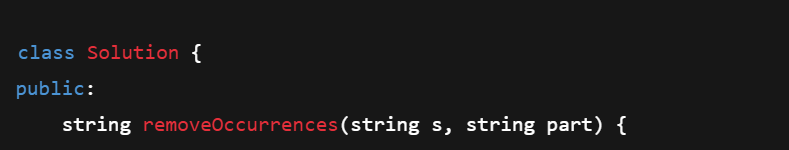 class Solution {
public:
    string removeOccurrences(string s, string part) {